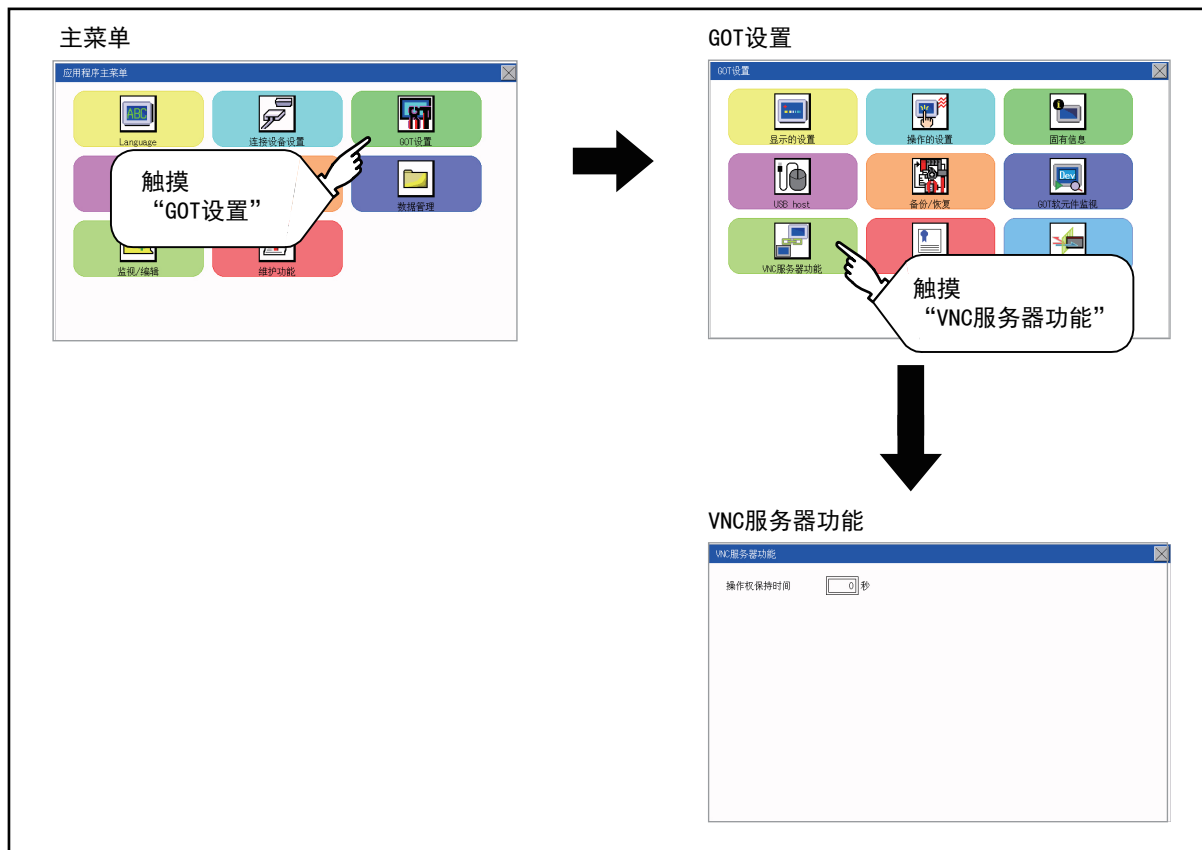 主菜单
应用程序主菜单
ABC
Language
连接设备设置
GOT设置
触摸
“GOT设置”
数据管理
监视/编辑
维护功能
GOT设置
GOT设置
显示的设置
操作的设置
固有信息
USB host
备份/恢复
Dev
GOT软元件监视
VNC服务器功能
触摸
“VNC服务器功能”
VNC服务器功能
VNC服务器功能
操作权保持时间 0 秒